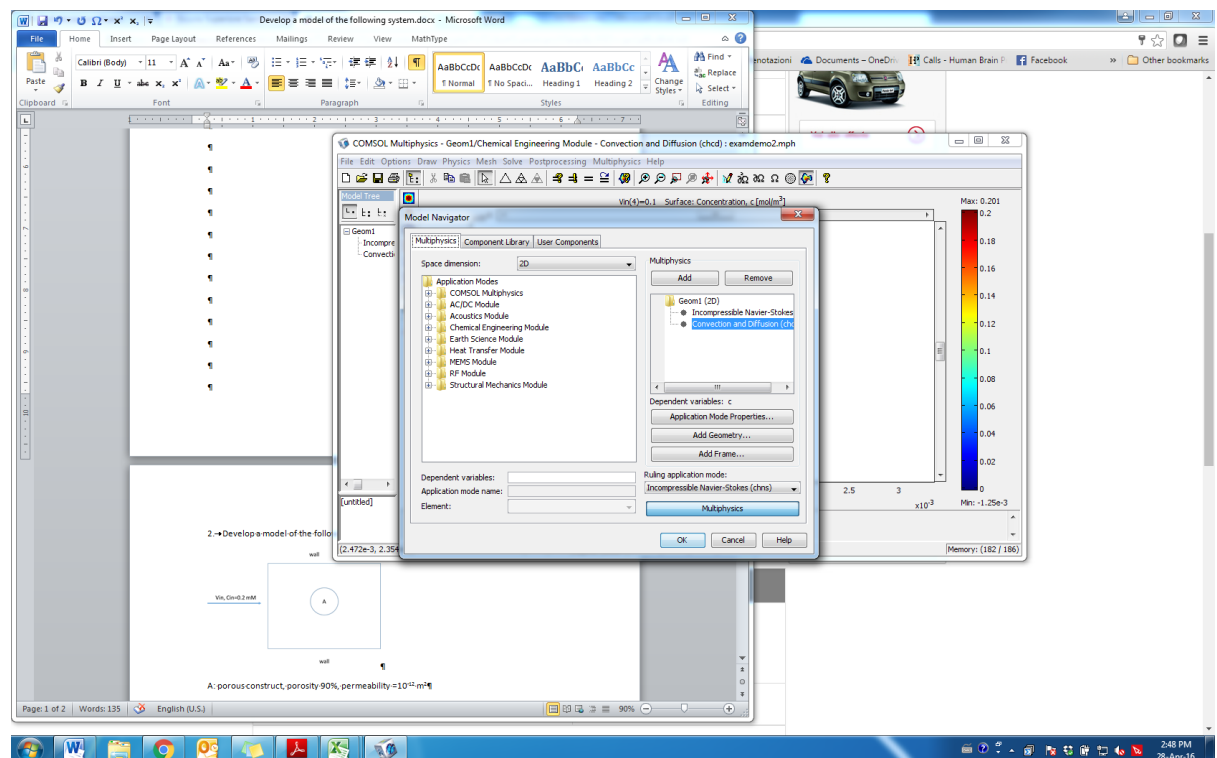 Develop a model of the following system.docx - Microsoft Word
File Home Insert Page Layout References Mailings Review View MathType
Paste
Calibri (Body) 11
AaBbCcDc AaBbCcDc AaBbC AaBbCc
¶ Normal ¶ No Spaci... Heading 1 Heading 2
Change Styles
Find
Replace
Select
Clipboard Font Paragraph Styles Editing
enotazioni Documents – OneDri Calls - Human Brain P Facebook » Other bookmarks
COMSOL Multiphysics - Geom1/Chemical Engineering Module - Convection and Diffusion (chcd) : examdemo2.mph
File Edit Options Draw Physics Mesh Solve Postprocessing Multiphysics Help
Model Tree
Geom1
Incompre
Convecti
Vin(4)=0.1 Surface: Concentration, c [mol/m³]
Max: 0.201
0.2
0.18
0.16
0.14
0.12
0.1
0.08
0.06
0.04
0.02
0
Min: -1.25e-3
2.5 3
x10-3
[untitled]
(2.472e-3, 2.354
Memory: (182 / 186)
Model Navigator
Multiphysics Component Library User Components
Space dimension: 2D
Application Modes
COMSOL Multiphysics
AC/DC Module
Acoustics Module
Chemical Engineering Module
Earth Science Module
Heat Transfer Module
MEMS Module
RF Module
Structural Mechanics Module
Dependent variables:
Application mode name:
Element:
Multiphysics
Add Remove
Geom1 (2D)
Incompressible Navier-Stokes
Convection and Diffusion (chc
Dependent variables: c
Application Mode Properties...
Add Geometry...
Add Frame...
Ruling application mode:
Incompressible Navier-Stokes (chns)
Multiphysics
OK Cancel Help
2.→Develop·a·model·of·the·follo
wall
Vin, Cin=0.2 mM
A
wall
¶
A:·porous·construct,·porosity·90%,·permeability·=10-12·m²¶
Page: 1 of 2 Words: 135 English (U.S.) 90%
2:48 PM
28-Apr-16